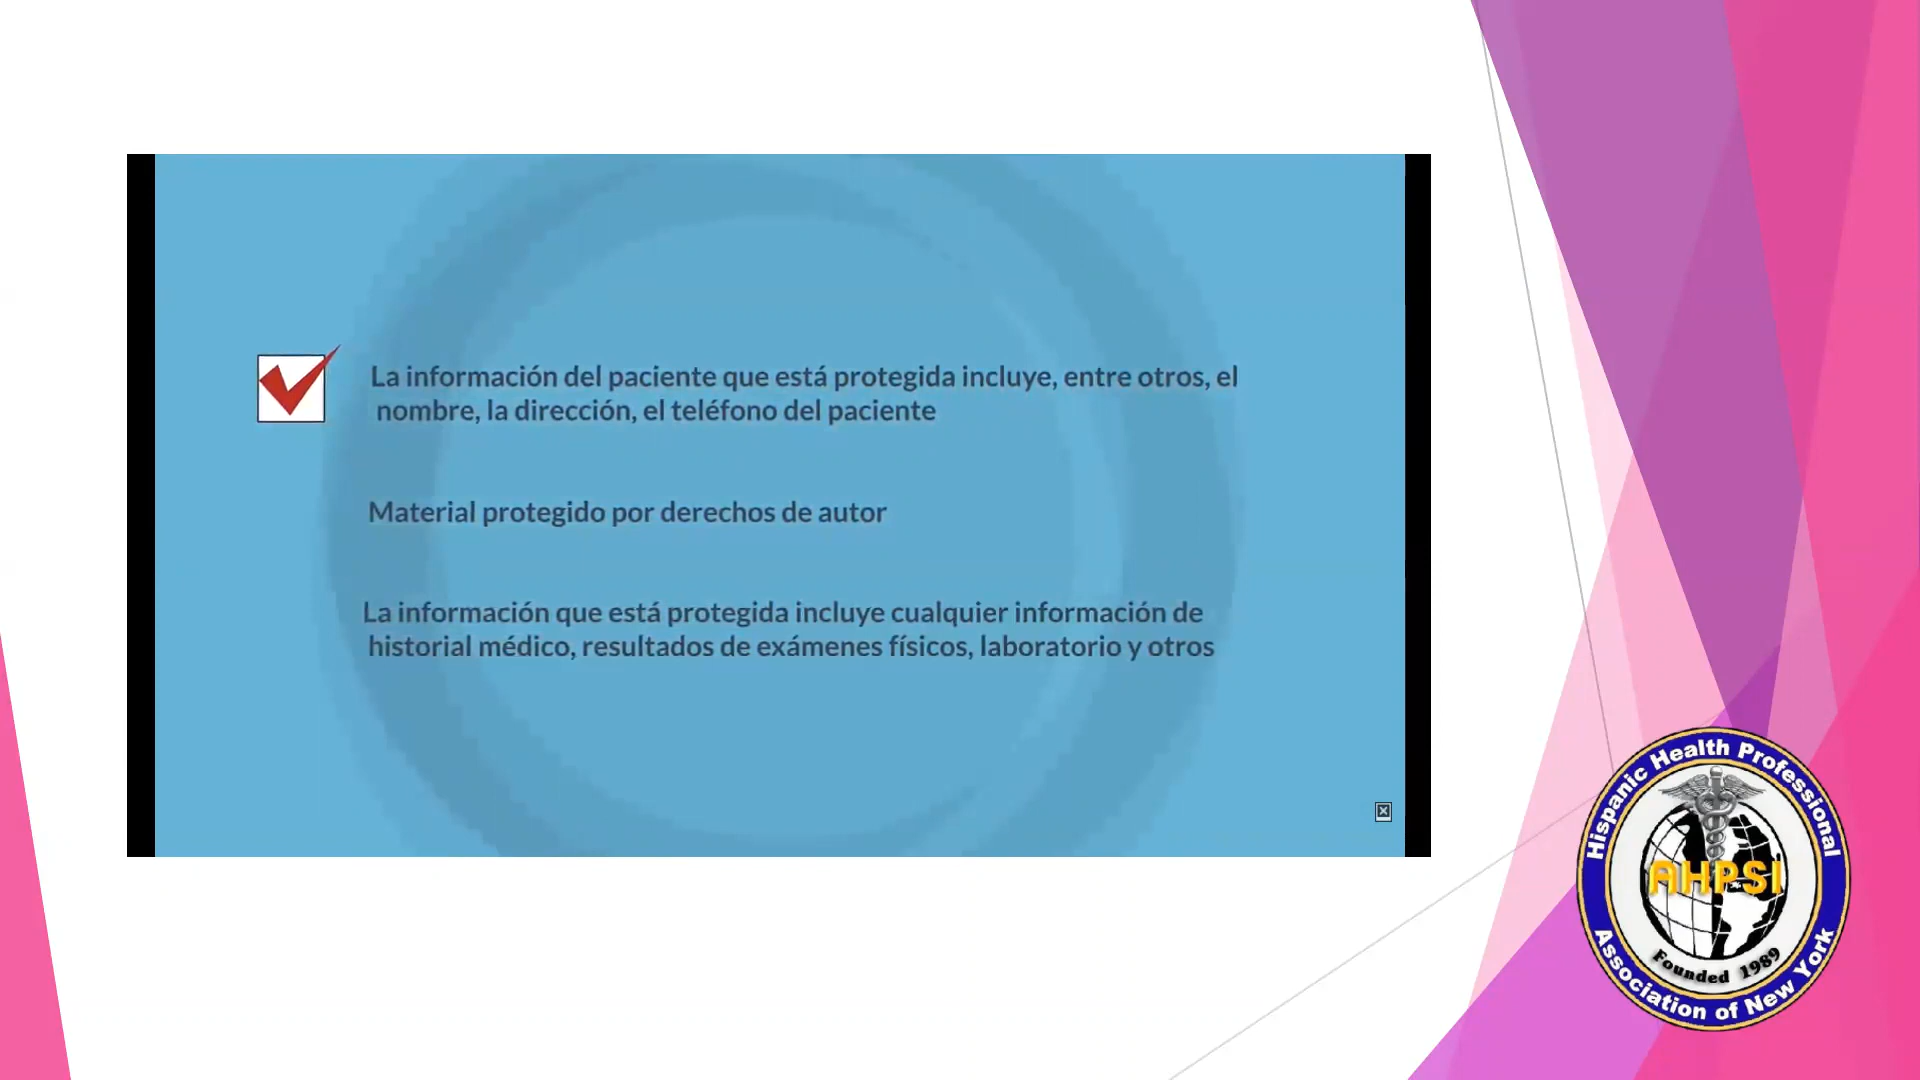 La información del paciente que está protegida incluye, entre otros, el
nombre, la dirección, el teléfono del paciente
Material protegido por derechos de autor
La información que está protegida incluye cualquier información de
historial médico, resultados de exámenes físicos, laboratorio y otros
Hispanic Health Professional
AHPSI
Founded 1989
Association of New York